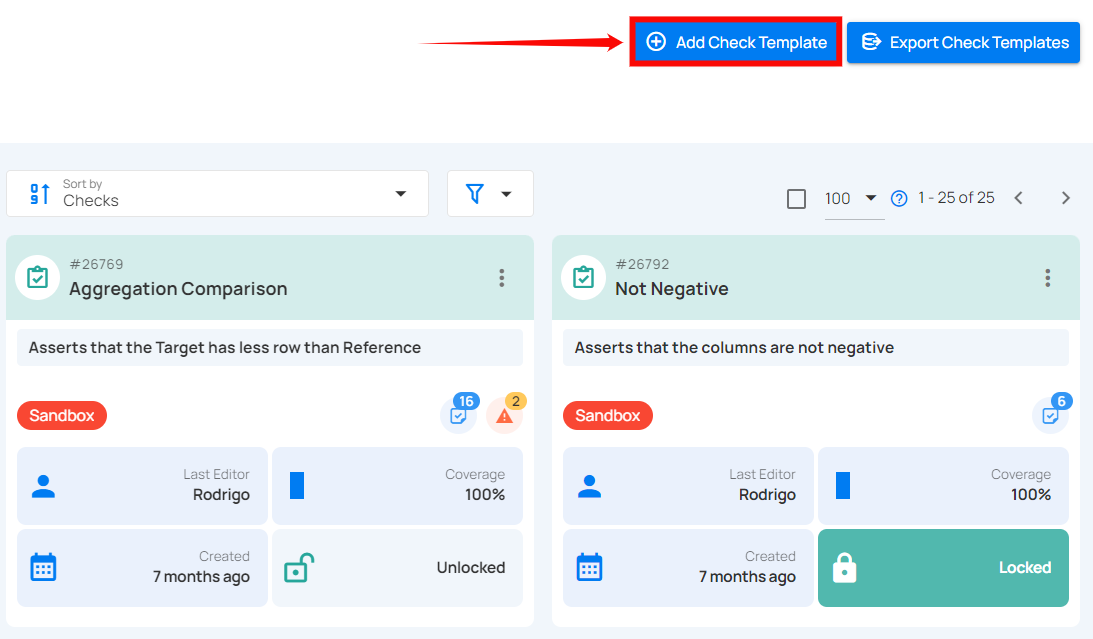 Add Check Template
Export Check Templates
Sort by
Checks
100
1 - 25 of 25
#26769
Aggregation Comparison
Asserts that the Target has less row than Reference
Sandbox
16
2
Last Editor
Rodrigo
Coverage
100%
Created
7 months ago
Unlocked
#26792
Not Negative
Asserts that the columns are not negative
Sandbox
6
Last Editor
Rodrigo
Coverage
100%
Created
7 months ago
Locked